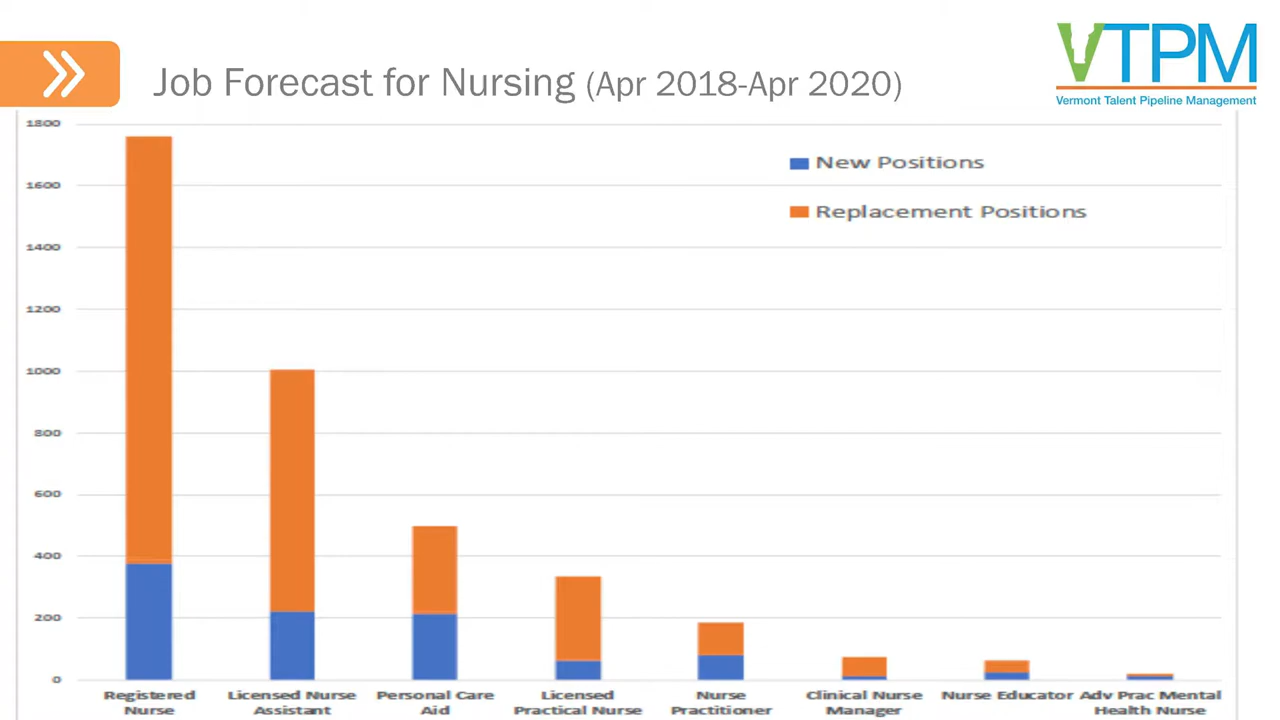 Job Forecast for Nursing (Apr 2018-Apr 2020)
VTPM
Vermont Talent Pipeline Management
1800
1600
1400
1200
1000
800
600
400
200
0
New Positions
Replacement Positions
Registered
Nurse
Licensed Nurse
Assistant
Personal Care
Aid
Licensed
Practical Nurse
Nurse
Practitioner
Clinical Nurse
Manager
Nurse Educator
Adv Prac Mental
Health Nurse